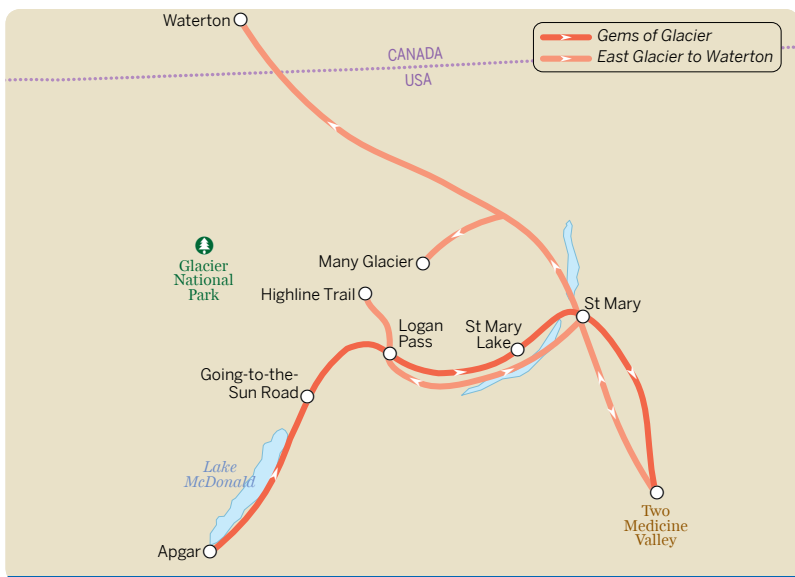 Waterton
CANADA
USA
Gems of Glacier
East Glacier to Waterton
Glacier
National
Park
Many Glacier
Highline Trail
Logan
Pass
St Mary
Lake
St Mary
Going-to-the-
Sun Road
Lake
McDonald
Apgar
Two
Medicine
Valley